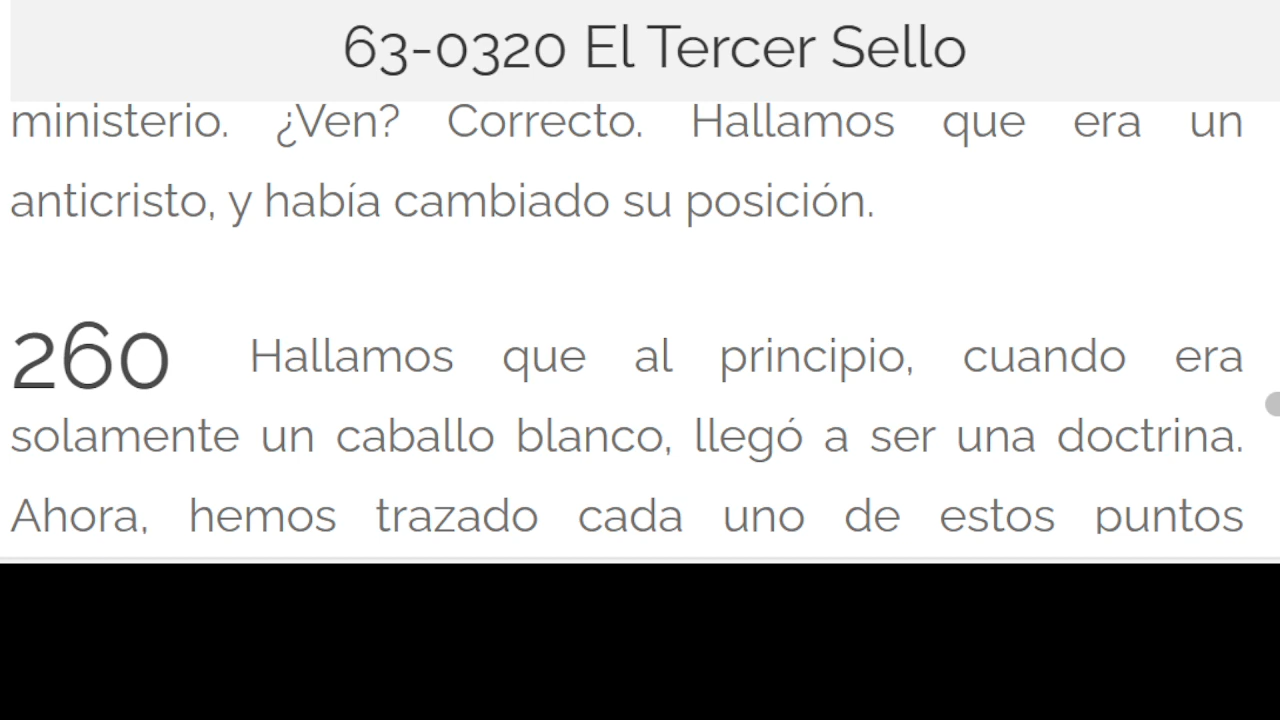 63-0320 El Tercer Sello
ministerio. ¿Ven? Correcto. Hallamos que era un
anticristo, y había cambiado su posición.
260 Hallamos que al principio, cuando era
solamente un caballo blanco, llegó a ser una doctrina.
Ahora, hemos trazado cada uno de estos puntos